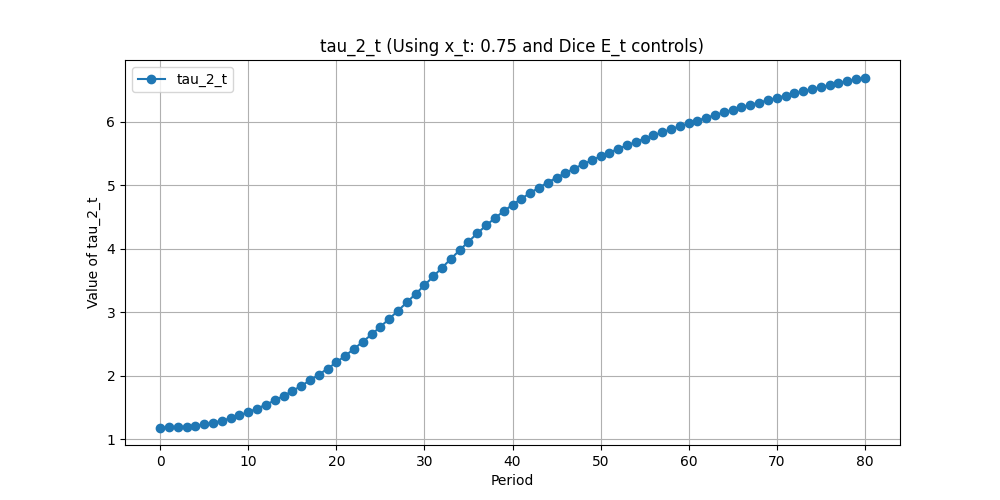 tau_2_t (Using x_t: 0.75 and Dice E_t controls)
tau_2_t
Value of tau_2_t
6
5
4
3
2
1
0 10 20 30 40 50 60 70 80
Period